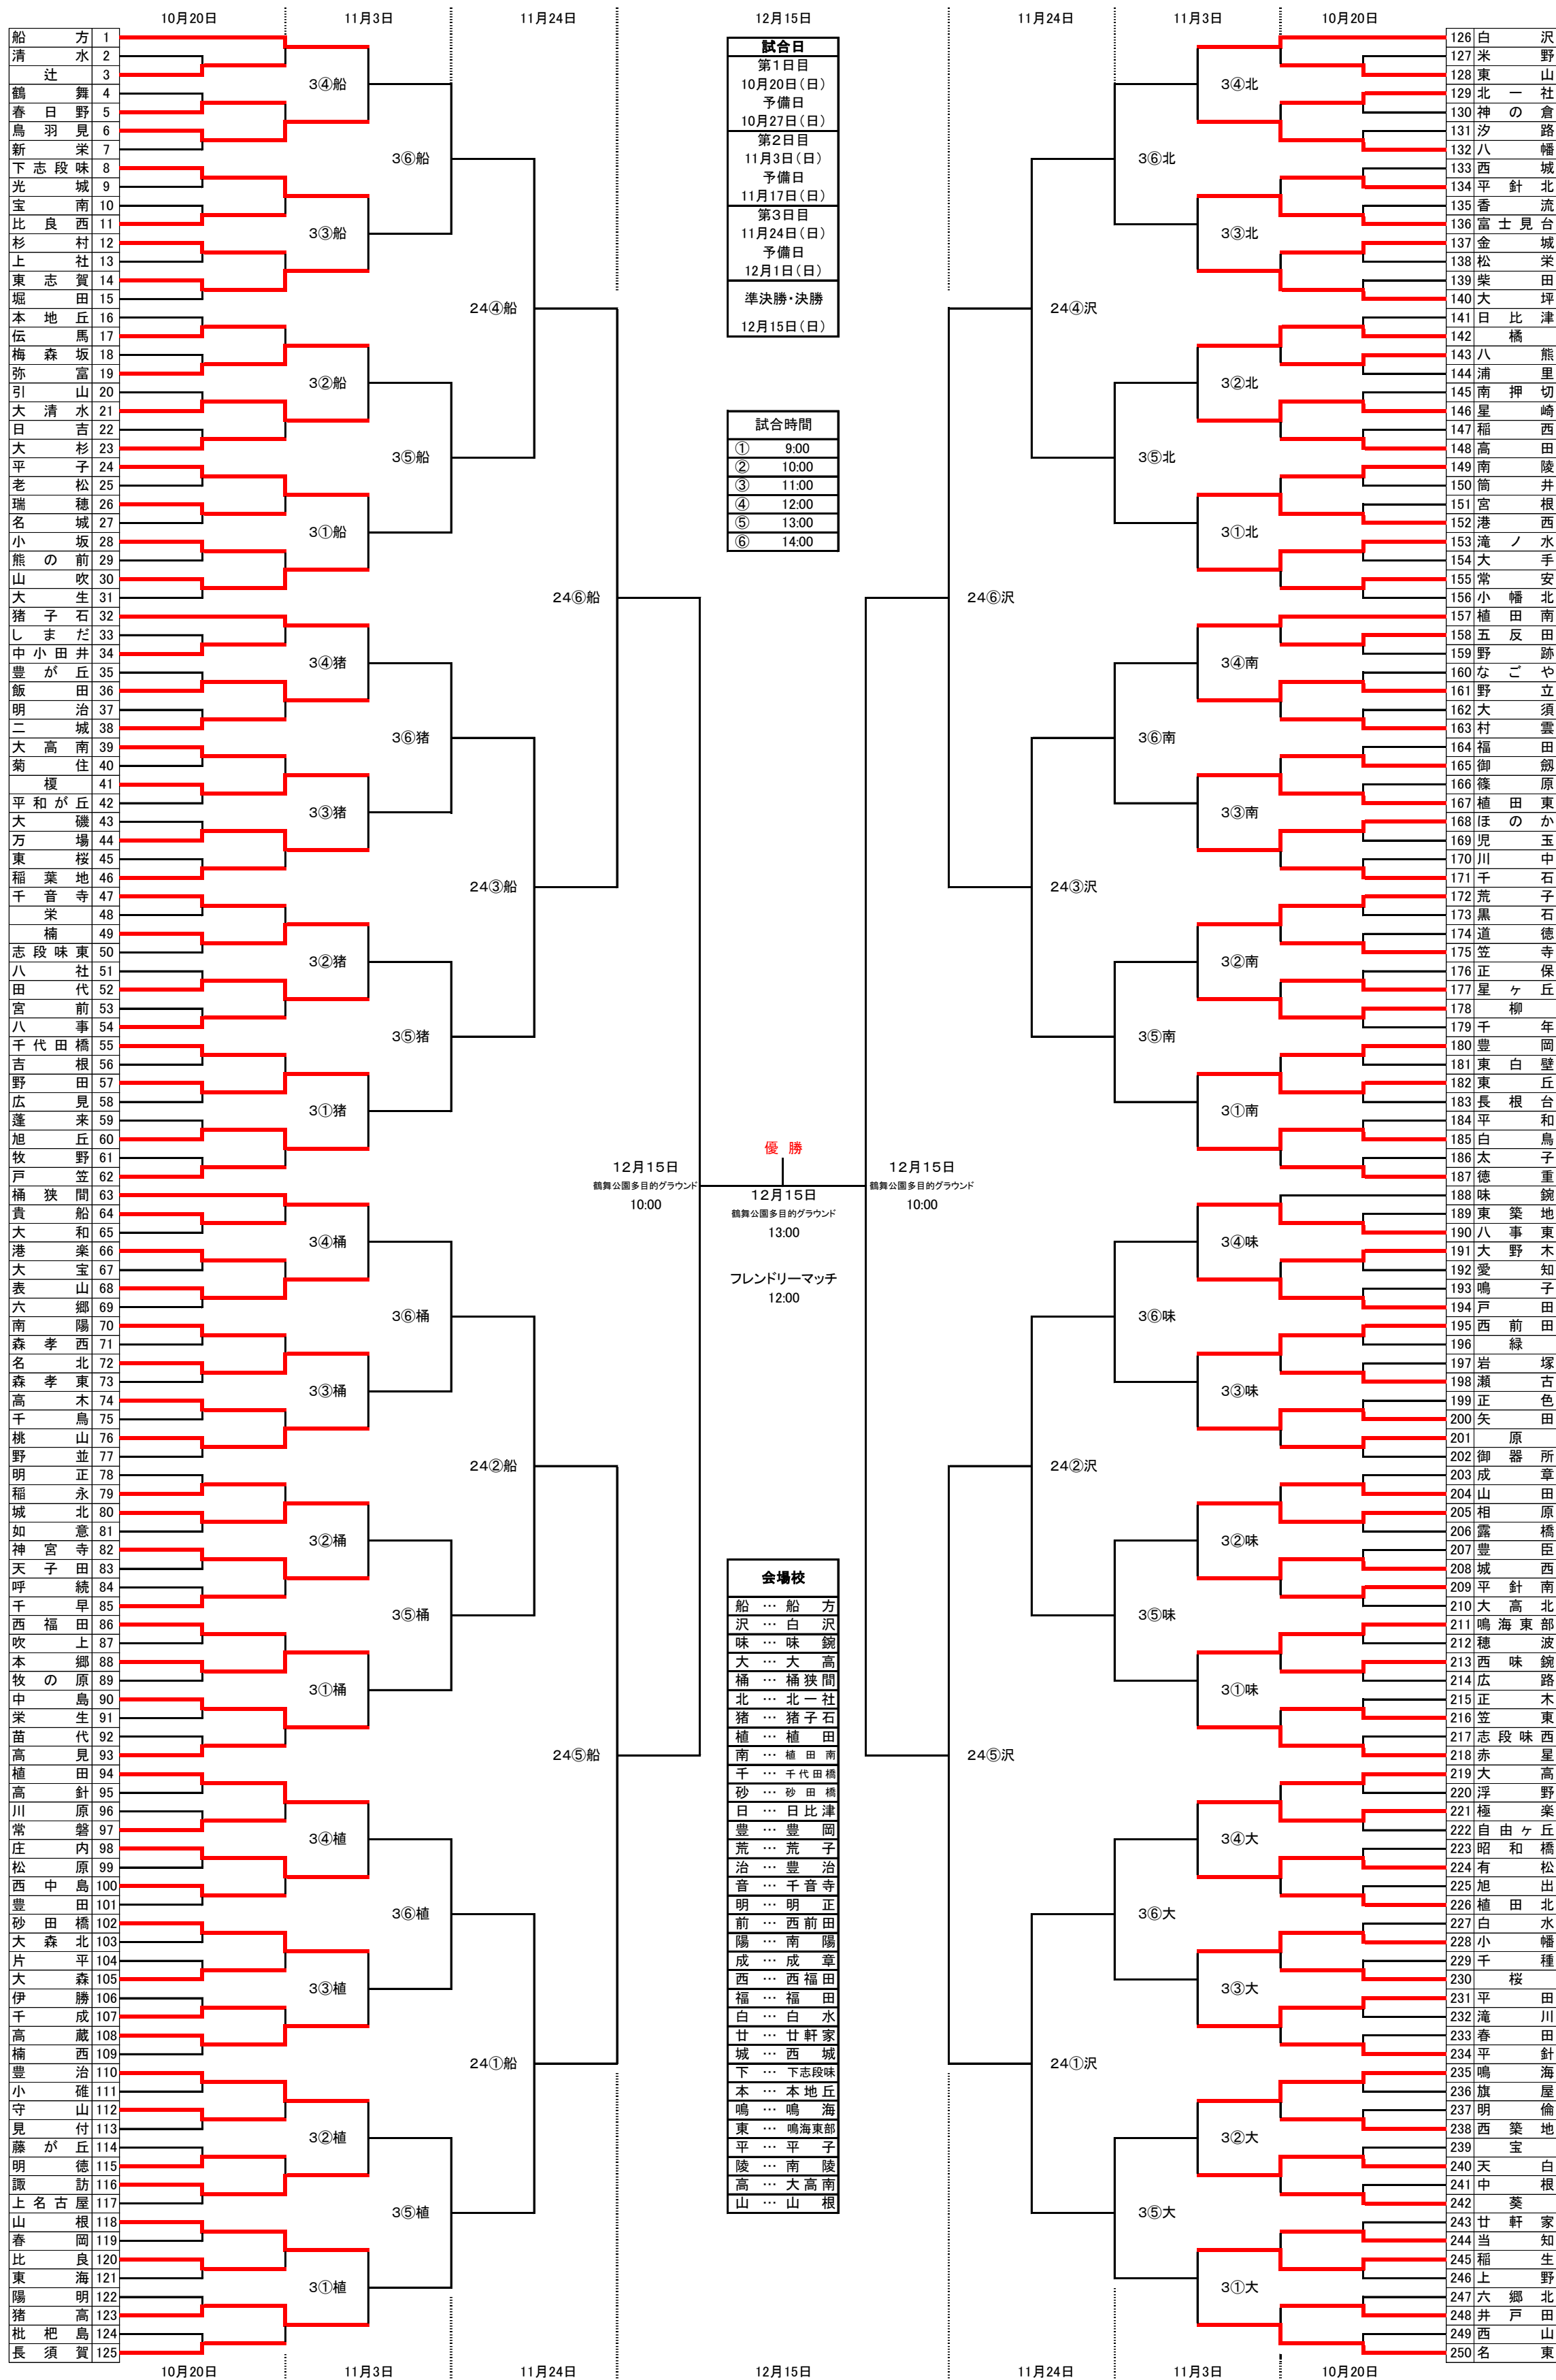 10月20日 11月3日 11月24日 12月15日 11月24日 11月3日 10月20日
船方 1
清水 2
辻 3
鶴舞 4
春日野 5
鳥羽見 6
新栄 7
下志段味 8
光城 9
宝南 10
比良西 11
杉村 12
上社 13
東志賀 14
堀田 15
本地丘 16
伝馬 17
梅森坂 18
弥富 19
引山 20
大清水 21
日吉 22
大杉 23
平子 24
老松 25
瑞穂 26
名城 27
小坂 28
熊の前 29
山吹 30
大生 31
猪子石 32
しまだ 33
中小田井 34
豊が丘 35
飯田 36
明治 37
二城 38
大高南 39
菊住 40
榎 41
平和が丘 42
大磯 43
万場 44
東桜 45
稲葉地 46
千音寺 47
栄 48
楠 49
志段味東 50
八社 51
田代 52
宮前 53
八事 54
千代田橋 55
吉根 56
野田 57
広見 58
蓬来 59
旭丘 60
牧野 61
戸笠 62
桶狭間 63
貴船 64
大和 65
港楽 66
大宝 67
表山 68
六郷 69
南陽 70
森孝西 71
名北 72
森孝東 73
高木 74
千鳥 75
桃山 76
野並 77
明正 78
稲永 79
城北 80
如意 81
神宮寺 82
天子田 83
呼続 84
千早 85
西福田 86
吹上 87
本郷 88
牧の原 89
中島 90
栄生 91
苗代 92
高見 93
植田 94
高針 95
川原 96
常磐 97
庄内 98
松原 99
西中島 100
豊田 101
砂田橋 102
大森北 103
片平 104
大森 105
伊勝 106
千成 107
高蔵 108
楠西 109
豊治 110
小碓 111
守山 112
見付 113
藤が丘 114
明徳 115
諏訪 116
上名古屋 117
山根 118
春岡 119
比良 120
東海 121
陽明 122
猪高 123
枇杷島 124
長須賀 125
3④船
3⑥船
3③船
24④船
3②船
3⑤船
3①船
24⑥船
3④猪
3⑥猪
3③猪
24③船
3②猪
3⑤猪
3①猪
3④桶
3⑥桶
3③桶
24②船
3②桶
3⑤桶
3①桶
24⑤船
3④植
3⑥植
3③植
24①船
3②植
3⑤植
3①植
試合日
第1日目
10月20日(日)
予備日
10月27日(日)
第2日目
11月3日(日)
予備日
11月17日(日)
第3日目
11月24日(日)
予備日
12月1日(日)
準決勝・決勝
12月15日(日)
試合時間
① 9:00
② 10:00
③ 11:00
④ 12:00
⑤ 13:00
⑥ 14:00
優 勝
12月15日
鶴舞公園多目的グラウンド
10:00
12月15日
鶴舞公園多目的グラウンド
13:00
12月15日
鶴舞公園多目的グラウンド
10:00
フレンドリーマッチ
12:00
会場校
船 … 船方
沢 … 白沢
味 … 味鋺
大 … 大高
桶 … 桶狭間
北 … 北一社
猪 … 猪子石
植 … 植田
南 … 植田南
千 … 千代田橋
砂 … 砂田橋
日 … 日比津
豊 … 豊岡
荒 … 荒子
治 … 豊治
音 … 千音寺
明 … 明正
前 … 西前田
陽 … 南陽
成 … 成章
西 … 西福田
福 … 福田
白 … 白水
廿 … 廿軒家
城 … 西城
下 … 下志段味
本 … 本地丘
鳴 … 鳴海
東 … 鳴海東部
平 … 平子
陵 … 南陵
高 … 大高南
山 … 山根
3④北
3⑥北
3③北
24④沢
3②北
3⑤北
3①北
24⑥沢
3④南
3⑥南
3③南
24③沢
3②南
3⑤南
3①南
3④味
3⑥味
3③味
24②沢
3②味
3⑤味
3①味
24⑤沢
3④大
3⑥大
3③大
24①沢
3②大
3⑤大
3①大
126 白沢
127 米野
128 東山
129 北一社
130 神の倉
131 汐路
132 八幡
133 西城
134 平針北
135 香流
136 富士見台
137 金城
138 松栄
139 柴田
140 大坪
141 日比津
142 橘
143 八熊
144 浦里
145 南押切
146 星崎
147 稲西
148 高田
149 南陵
150 筒井
151 宮根
152 港西
153 滝ノ水
154 大手
155 常安
156 小幡北
157 植田南
158 五反田
159 野跡
160 なごや
161 野立
162 大須
163 村雲
164 福田
165 御劔
166 篠原
167 植田東
168 ほのか
169 児玉
170 川中
171 千石
172 荒子
173 黒石
174 道徳
175 笠寺
176 正保
177 星ヶ丘
178 柳
179 千年
180 豊岡
181 東白壁
182 東丘
183 長根台
184 平和
185 白鳥
186 太子
187 徳重
188 味鋺
189 東築地
190 八事東
191 大野木
192 愛知
193 鳴子
194 戸田
195 西前田
196 緑
197 岩塚
198 瀬古
199 正色
200 矢田
201 原
202 御器所
203 成章
204 山田
205 相原
206 露橋
207 豊臣
208 城西
209 平針南
210 大高北
211 鳴海東部
212 穂波
213 西味鋺
214 広路
215 正木
216 笠東
217 志段味西
218 赤星
219 大高
220 浮野
221 極楽
222 自由ヶ丘
223 昭和橋
224 有松
225 旭出
226 植田北
227 白水
228 小幡
229 千種
230 桜
231 平田
232 滝川
233 春田
234 平針
235 鳴海
236 旗屋
237 明倫
238 西築地
239 宝
240 天白
241 中根
242 葵
243 廿軒家
244 当知
245 稲生
246 上野
247 六郷北
248 井戸田
249 西山
250 名東
10月20日 11月3日 11月24日 12月15日 11月24日 11月3日 10月20日